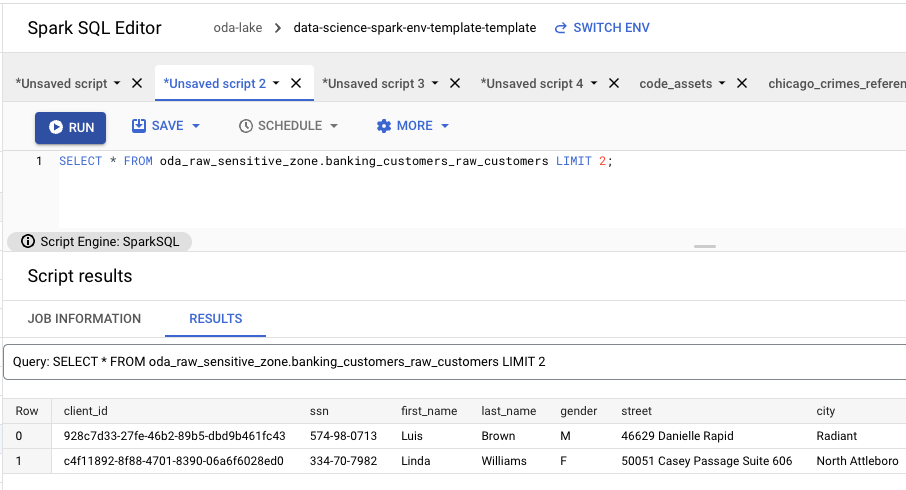 Spark SQL Editor oda-lake > data-science-spark-env-template-template SWITCH ENV
*Unsaved script *Unsaved script 2 *Unsaved script 3 *Unsaved script 4 code_assets chicago_crimes_referen
RUN SAVE SCHEDULE MORE
1 SELECT * FROM oda_raw_sensitive_zone.banking_customers_raw_customers LIMIT 2;
Script Engine: SparkSQL
Script results
JOB INFORMATION RESULTS
Query: SELECT * FROM oda_raw_sensitive_zone.banking_customers_raw_customers LIMIT 2
Row client_id ssn first_name last_name gender street city
0 928c7d33-27fe-46b2-89b5-dbd9b461fc43 574-98-0713 Luis Brown M 46629 Danielle Rapid Radiant
1 c4f11892-8f88-4701-8390-06a6f6028ed0 334-70-7982 Linda Williams F 50051 Casey Passage Suite 606 North Attleboro